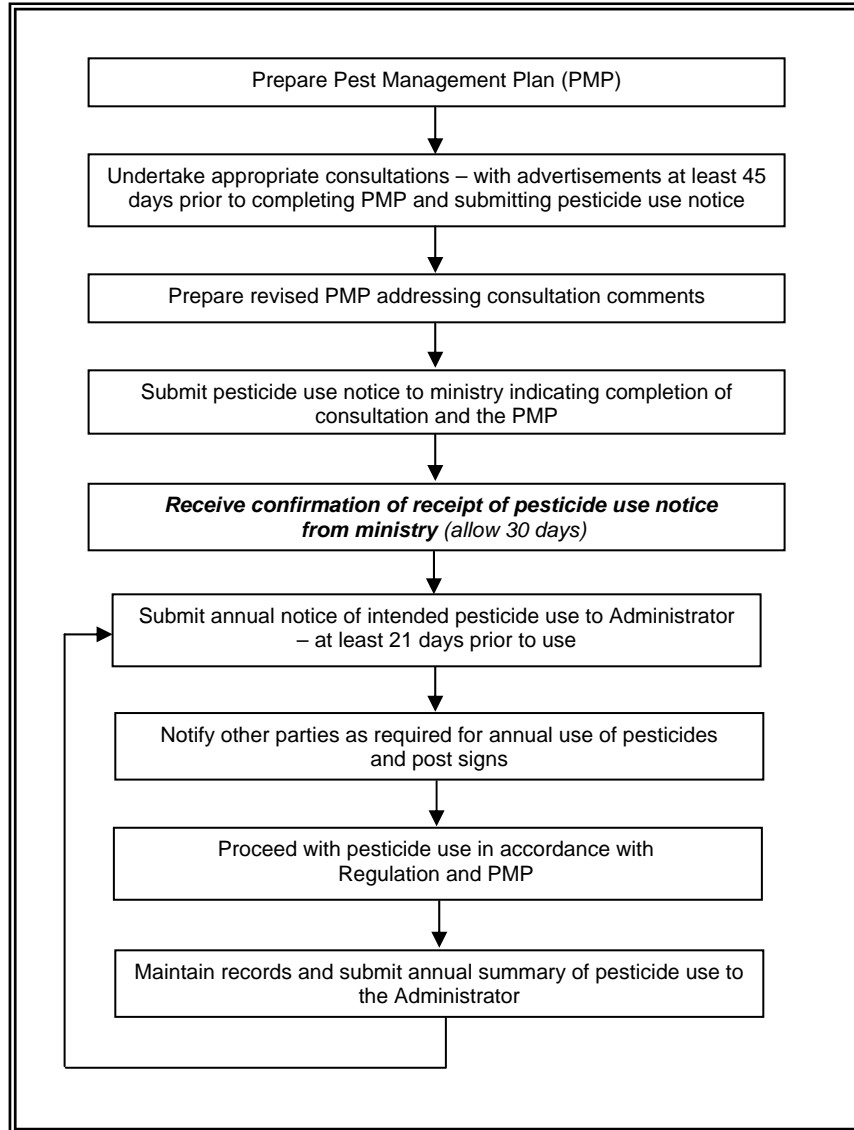 Prepare Pest Management Plan (PMP)
Undertake appropriate consultations – with advertisements at least 45
days prior to completing PMP and submitting pesticide use notice
Prepare revised PMP addressing consultation comments
Submit pesticide use notice to ministry indicating completion of
consultation and the PMP
Receive confirmation of receipt of pesticide use notice
from ministry (allow 30 days)
Submit annual notice of intended pesticide use to Administrator
– at least 21 days prior to use
Notify other parties as required for annual use of pesticides
and post signs
Proceed with pesticide use in accordance with
Regulation and PMP
Maintain records and submit annual summary of pesticide use to
the Administrator